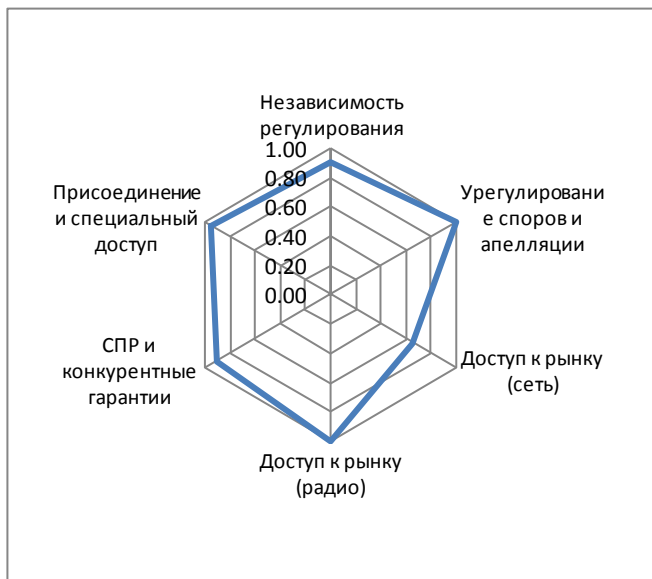 Независимость
регулирования
1.00
0.80
0.60
0.40
0.20
0.00
Урегулировани
е споров и
апелляции
Доступ к рынку
(сеть)
Доступ к рынку
(радио)
СПР и
конкурентные
гарантии
Присоединение
и специальный
доступ